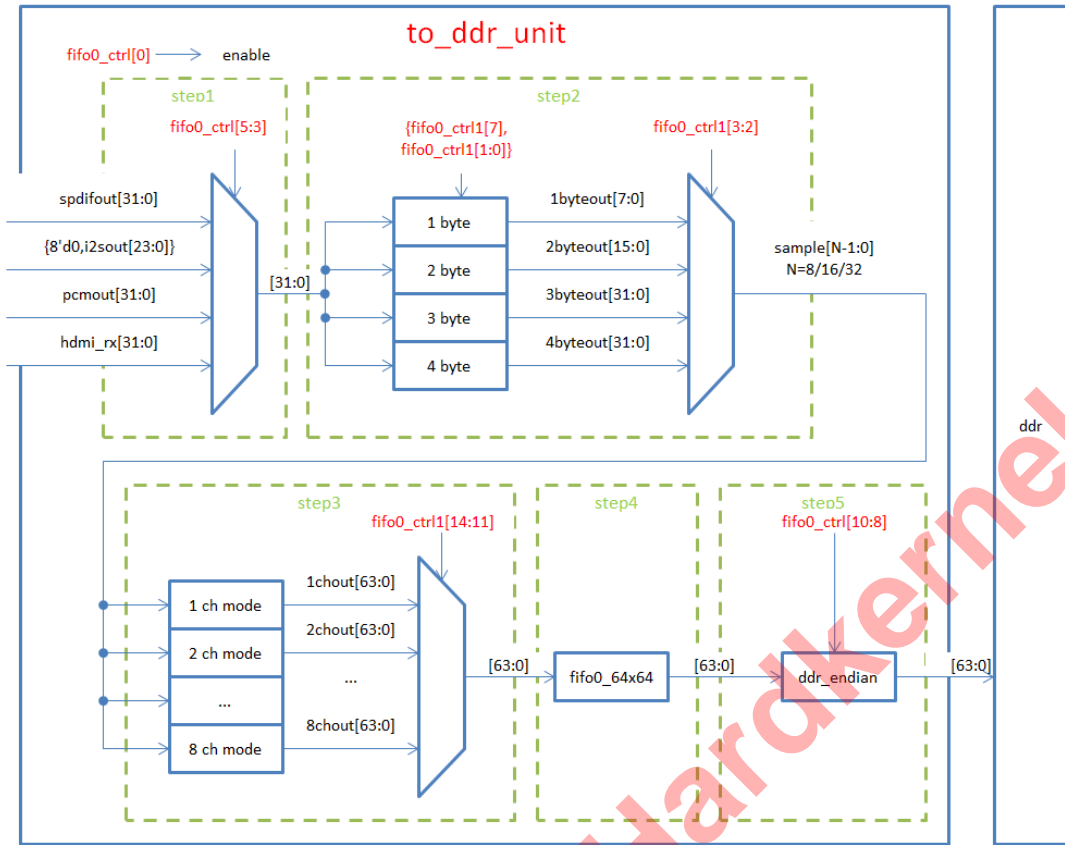 to_ddr_unit
fifo0_ctrl[0]
enable
step1
step2
fifo0_ctrl[5:3]
{fifo0_ctrl1[7],
fifo0_ctrl1[1:0]}
fifo0_ctrl1[3:2]
spdifout[31:0]
{8'd0,i2sout[23:0]}
pcmout[31:0]
hdmi_rx[31:0]
[31:0]
1 byte
2 byte
3 byte
4 byte
1byteout[7:0]
2byteout[15:0]
3byteout[31:0]
4byteout[31:0]
sample[N-1:0]
N=8/16/32
ddr
step3
step4
step5
fifo0_ctrl1[14:11]
fifo0_ctrl[10:8]
1 ch mode
2 ch mode
...
8 ch mode
1chout[63:0]
2chout[63:0]
...
8chout[63:0]
[63:0]
fifo0_64x64
[63:0]
ddr_endian
[63:0]
Hardkernel